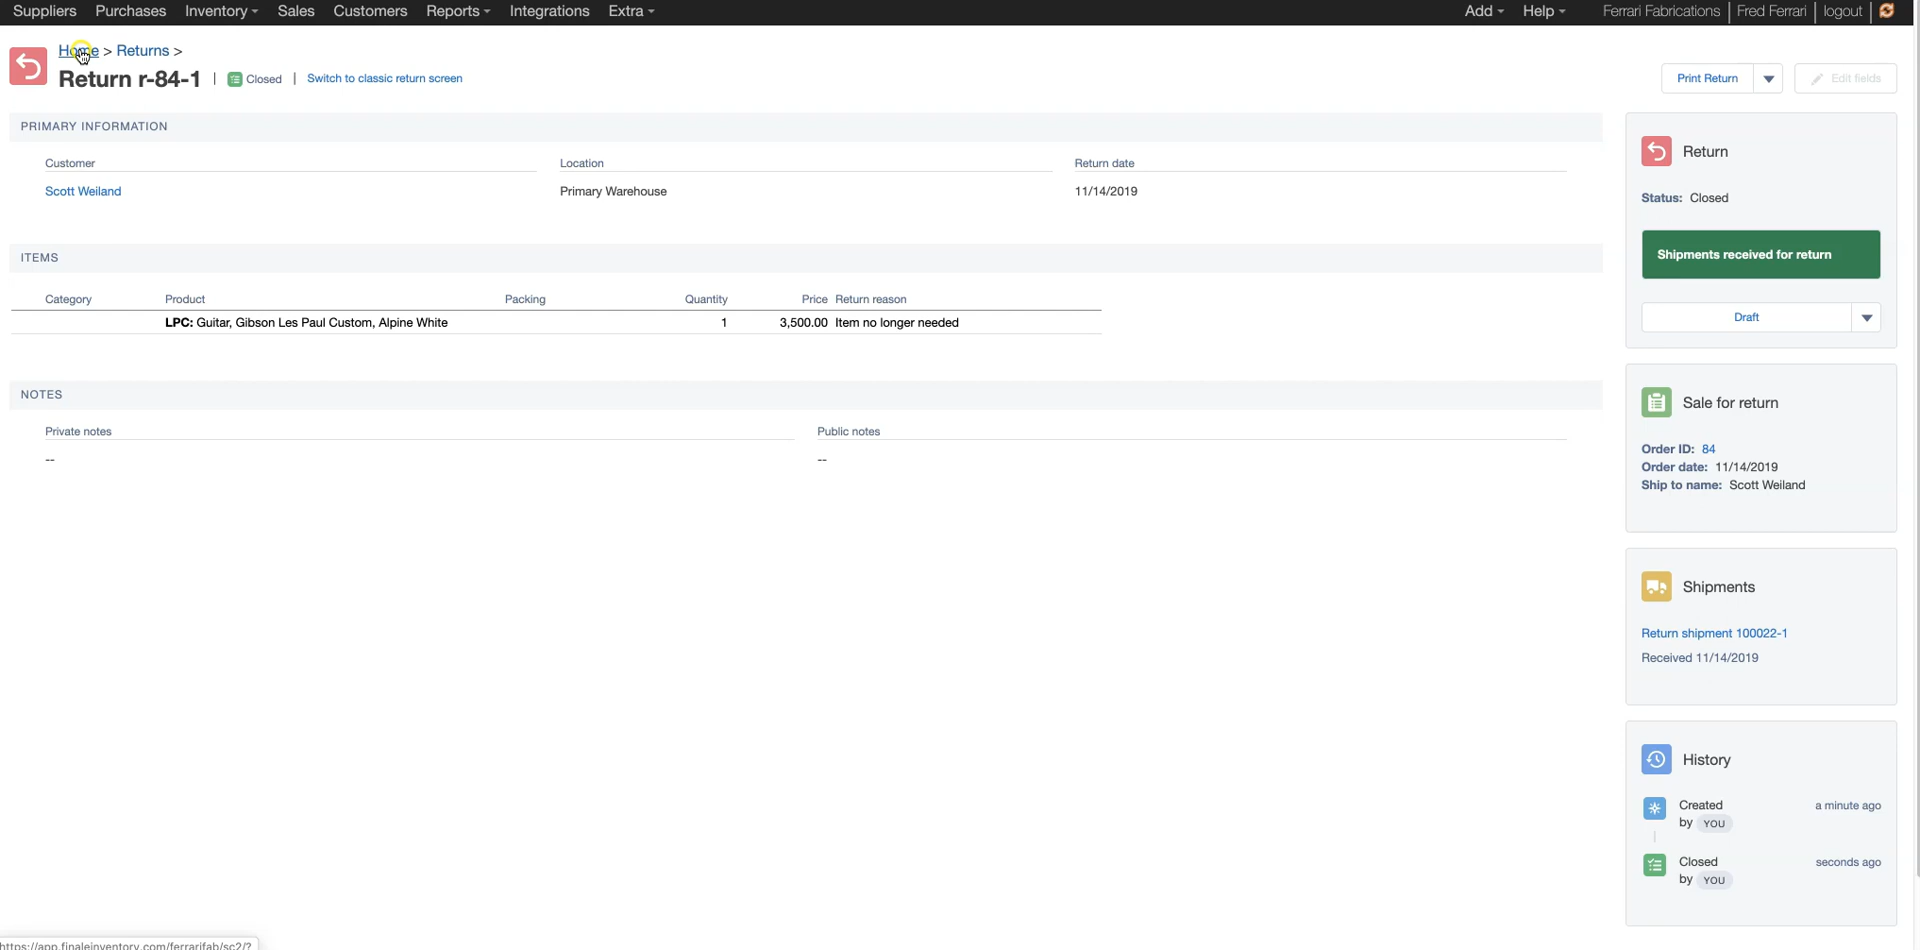 Suppliers Purchases Inventory Sales Customers Reports Integrations Extra Add Help Ferrari Fabrications Fred Ferrari logout
Home > Returns >
Return r-84-1 | Closed | Switch to classic return screen
Print Return Edit fields
PRIMARY INFORMATION
Customer Location Return date
Scott Weiland Primary Warehouse 11/14/2019
ITEMS
Category Product Packing Quantity Price Return reason
LPC: Guitar, Gibson Les Paul Custom, Alpine White 1 3,500.00 Item no longer needed
NOTES
Private notes Public notes
-- --
Return
Status: Closed
Shipments received for return
Draft
Sale for return
Order ID: 84
Order date: 11/14/2019
Ship to name: Scott Weiland
Shipments
Return shipment 100022-1
Received 11/14/2019
History
Created a minute ago
by YOU
Closed seconds ago
by YOU
https://app.finaleinventory.com/ferrarifab/sc2/?